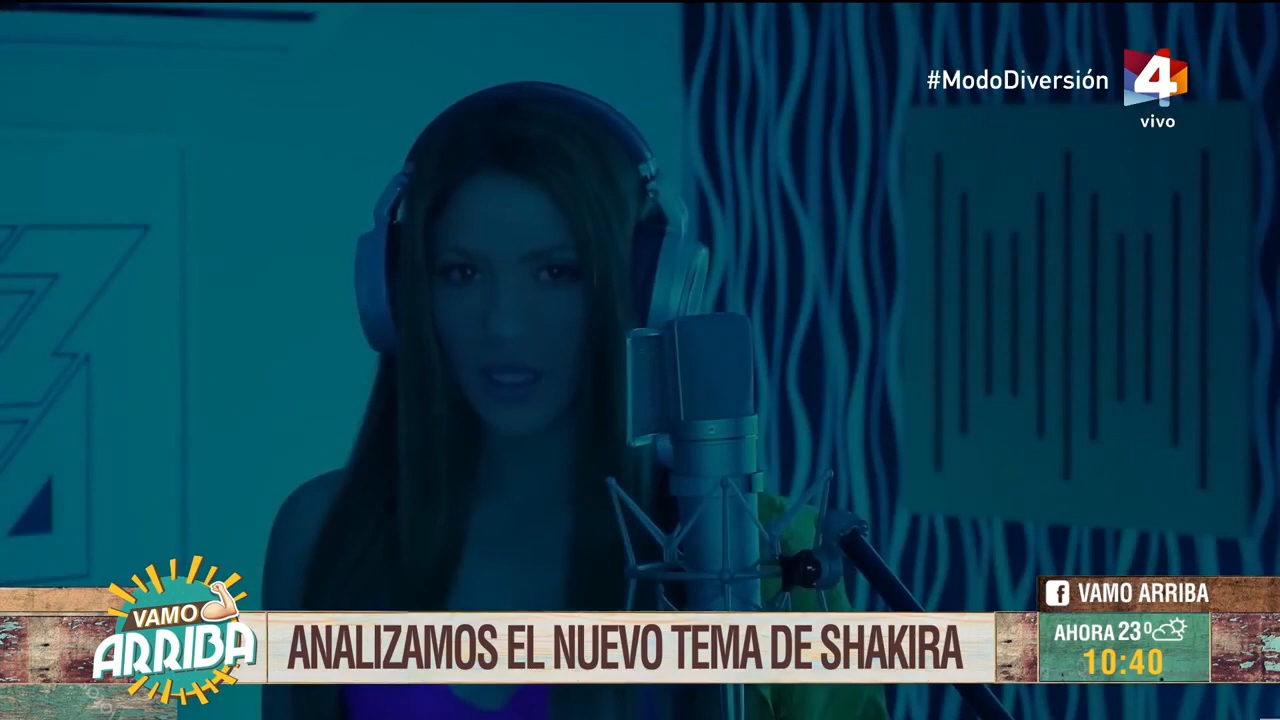 #ModoDiversión
4
vivo
VAMO
ARRIBA
ANALIZAMOS EL NUEVO TEMA DE SHAKIRA
f VAMO ARRIBA
AHORA 23º
10:40